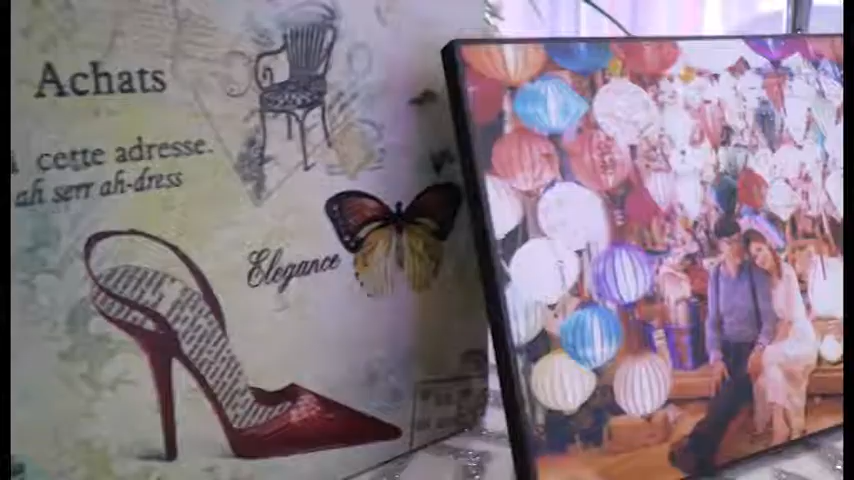 Achats
cette adresse.
ah serr ah-dress
Elegance